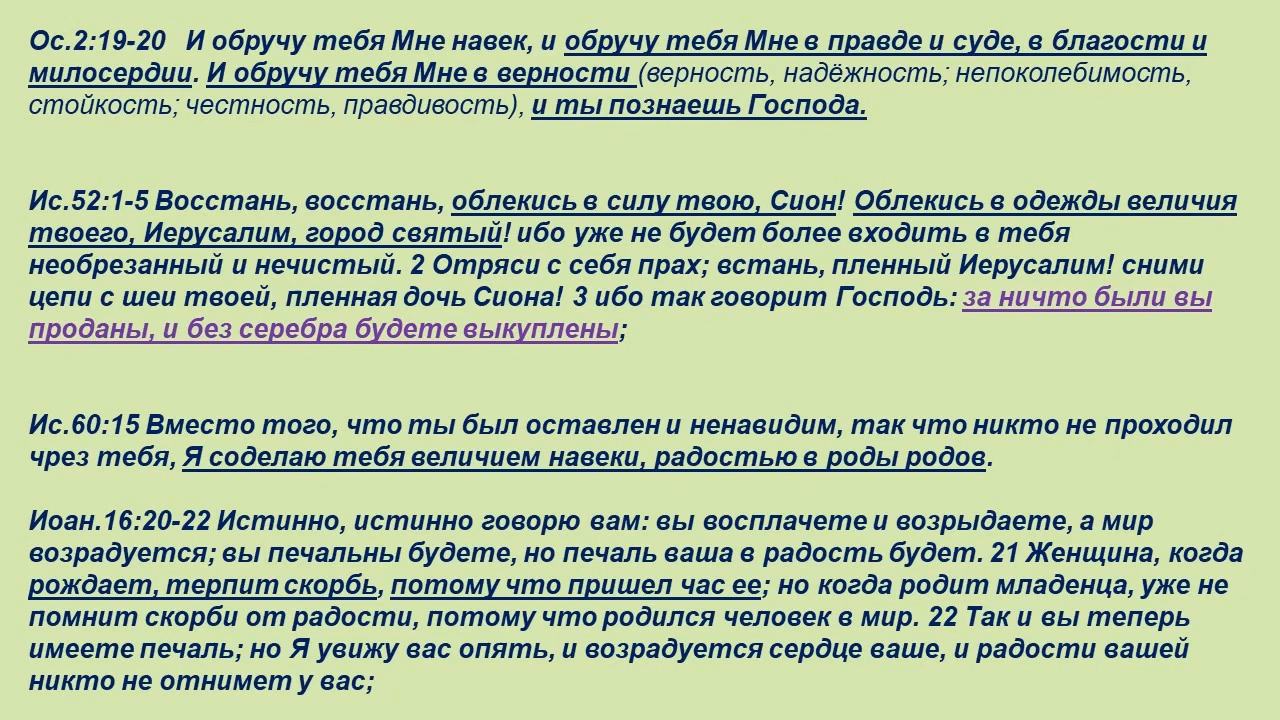 Ос.2:19-20 И обручу тебя Мне навек, и обручу тебя Мне в правде и суде, в благости и
милосердии. И обручу тебя Мне в верности (верность, надёжность; непоколебимость,
стойкость; честность, правдивость), и ты познаешь Господа.
Ис.52:1-5 Восстань, восстань, облекись в силу твою, Сион! Облекись в одежды величия
твоего, Иерусалим, город святый! ибо уже не будет более входить в тебя
необрезанный и нечистый. 2 Отряси с себя прах; встань, пленный Иерусалим! сними
цепи с шеи твоей, пленная дочь Сиона! 3 ибо так говорит Господь: за ничто были вы
проданы, и без серебра будете выкуплены;
Ис.60:15 Вместо того, что ты был оставлен и ненавидим, так что никто не проходил
чрез тебя, Я соделаю тебя величием навеки, радостью в роды родов.
Иоан.16:20-22 Истинно, истинно говорю вам: вы восплачете и возрыдаете, а мир
возрадуется; вы печальны будете, но печаль ваша в радость будет. 21 Женщина, когда
рождает, терпит скорбь, потому что пришел час ее; но когда родит младенца, уже не
помнит скорби от радости, потому что родился человек в мир. 22 Так и вы теперь
имеете печаль; но Я увижу вас опять, и возрадуется сердце ваше, и радости вашей
никто не отнимет у вас;